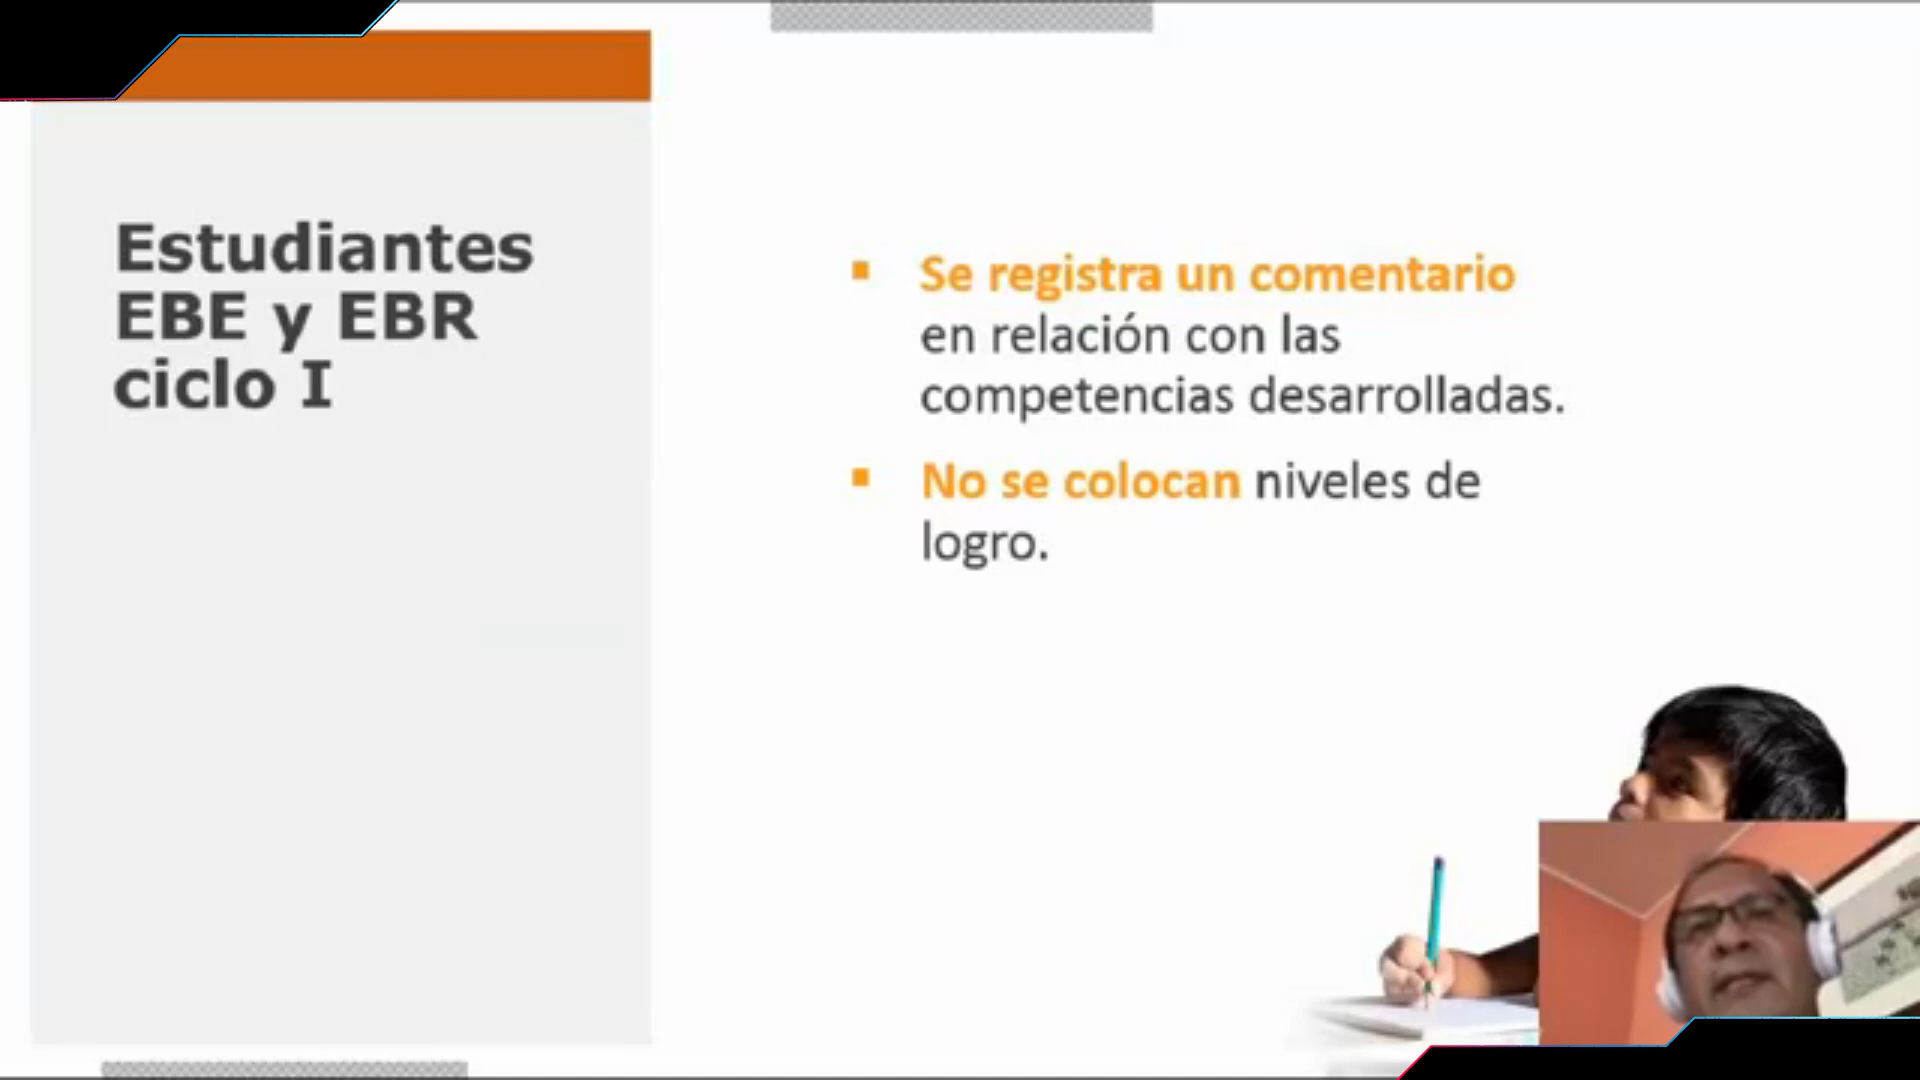 Estudiantes
EBE y EBR
ciclo I
Se registra un comentario
en relación con las
competencias desarrolladas.
No se colocan niveles de
logro.